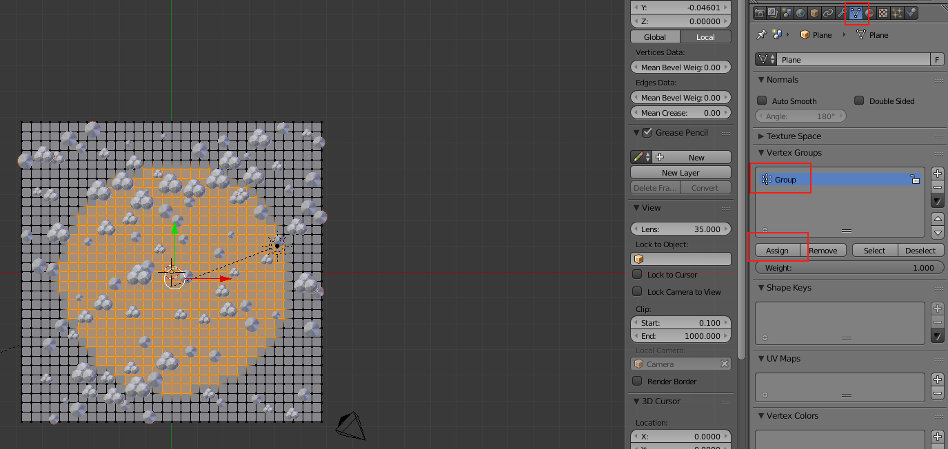 Y: -0.04601
Z: 0.00000
Global Local
Vertices Data:
Mean Bevel Weig: 0.00
Edges Data:
Mean Bevel Weig: 0.00
Mean Crease: 0.00
Grease Pencil
New
New Layer
Delete Fra... Convert
View
Lens: 35.000
Lock to Object:
Lock to Cursor
Lock Camera to View
Clip:
Start: 0.100
End: 1000.000
Local Camera:
Camera
Render Border
3D Cursor
Location:
X: 0.0000
Plane Plane
Plane F
Normals
Auto Smooth Double Sided
Angle: 180°
Texture Space
Vertex Groups
Group
Assign Remove Select Deselect
Weight: 1.000
Shape Keys
UV Maps
Vertex Colors